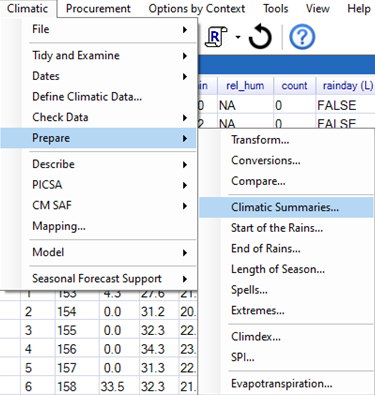 Climatic Procurement Options by Context Tools View Help
File
Tidy and Examine
Dates
Define Climatic Data...
Check Data
Prepare
Describe
PICSA
CM SAF
Mapping...
Model
Seasonal Forecast Support
Transform...
Conversions...
Compare...
Climatic Summaries...
Start of the Rains...
End of Rains...
Length of Season...
Spells...
Extremes...
Climdex...
SPI...
Evapotranspiration...
R
?
rel_hum count rainday (L)
0 NA 0 FALSE
2 NA 0 FALSE
1 153 4.3 27.6 21.
2 154 0.0 31.2 20.
3 155 0.0 32.3 22.
4 156 0.0 34.3 23.
5 157 0.0 31.3 22.
6 158 33.5 32.3 21.